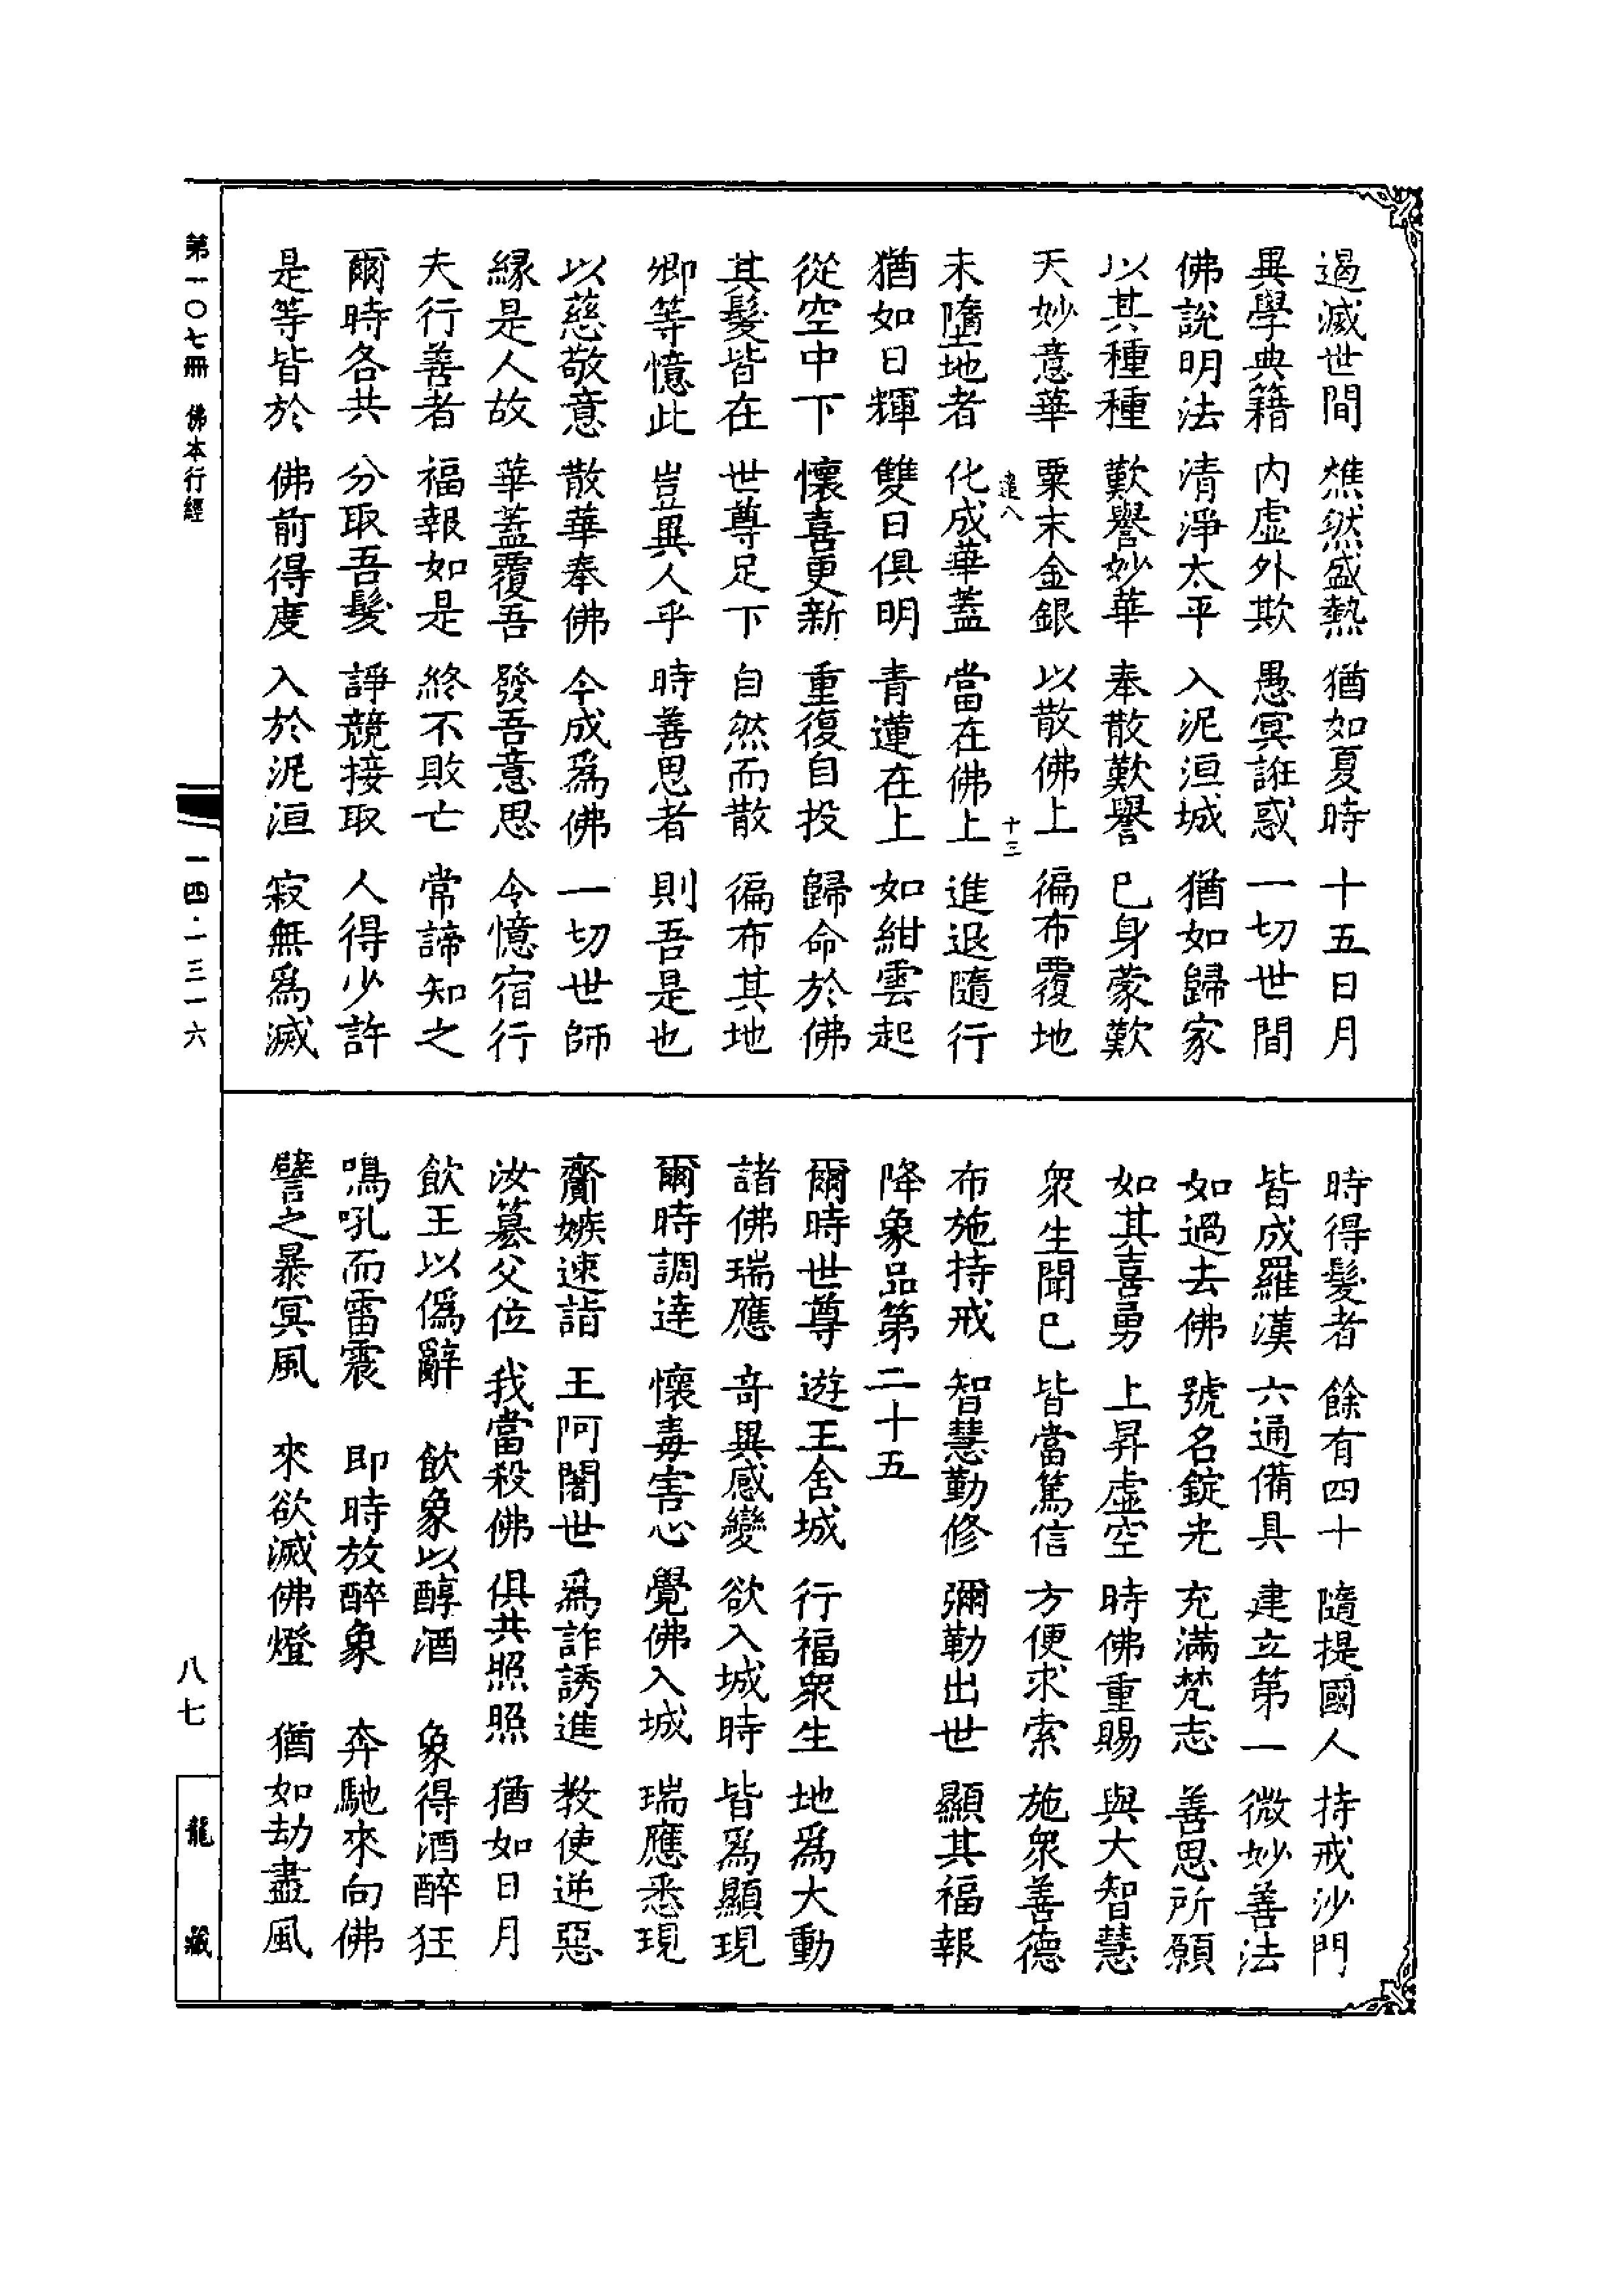 遏滅世間 燋然盛熱 猶如夏時 十五日月
異學典籍 内虛外欺 愚冥誑惑 一切世間
佛說明法 清淨太平 入泥洹城 猶如歸家
以其種種 歎譽妙華 奉散歎譽 已身蒙歎
天妙意華 粟末金銀 以散佛上 徧布覆地
十三
未墮地者 化成華蓋 當在佛上 進退隨行
猶如日輝 雙日俱明 青蓮在上 如紺雲起
從空中下 懷喜更新 重復自投 歸命於佛
其髮皆在 世尊足下 自然而散 徧布其地
卿等憶此 豈異人乎 時善思者 則吾是也
以慈敬意 散華奉佛 今成爲佛 一切世師
緣是人故 華蓋覆吾 發吾意思 令憶宿行
夫行善者 福報如是 終不敗亡 常諦知之
爾時各共 分取吾髮 諍競接取 人得少許
是等皆於 佛前得度 入於泥洹 寂無爲滅
時得髮者 餘有四十 隨提國人 持戒沙門
皆成羅漢 六通備具 建立第一 微妙善法
如過去佛 號名錠光 充滿梵志 善思所願
如其喜勇 上昇虛空 時佛重賜 與大智慧
衆生聞已 皆當篤信 方便求索 施衆善德
布施持戒 智慧勤修 彌勒出世 顯其福報
降象品第二十五
爾時世尊 遊王舍城 行福衆生 地爲大動
諸佛瑞應 奇異感變 欲入城時 皆爲顯現
爾時調達 懷毒害心 覺佛入城 瑞應悉現
齎嫉速詣 王阿闍世 爲詐誘進 教使逆惡
汝篡父位 我當殺佛 俱共照照 猶如日月
飲王以僞辭 飲象以醇酒 象得酒醉狂
鳴吼而雷震 即時放醉象 奔馳來向佛
譬之暴冥風 來欲滅佛燈 猶如劫盡風
第一〇七冊 佛本行經
一四·一三一六
八七
龍藏